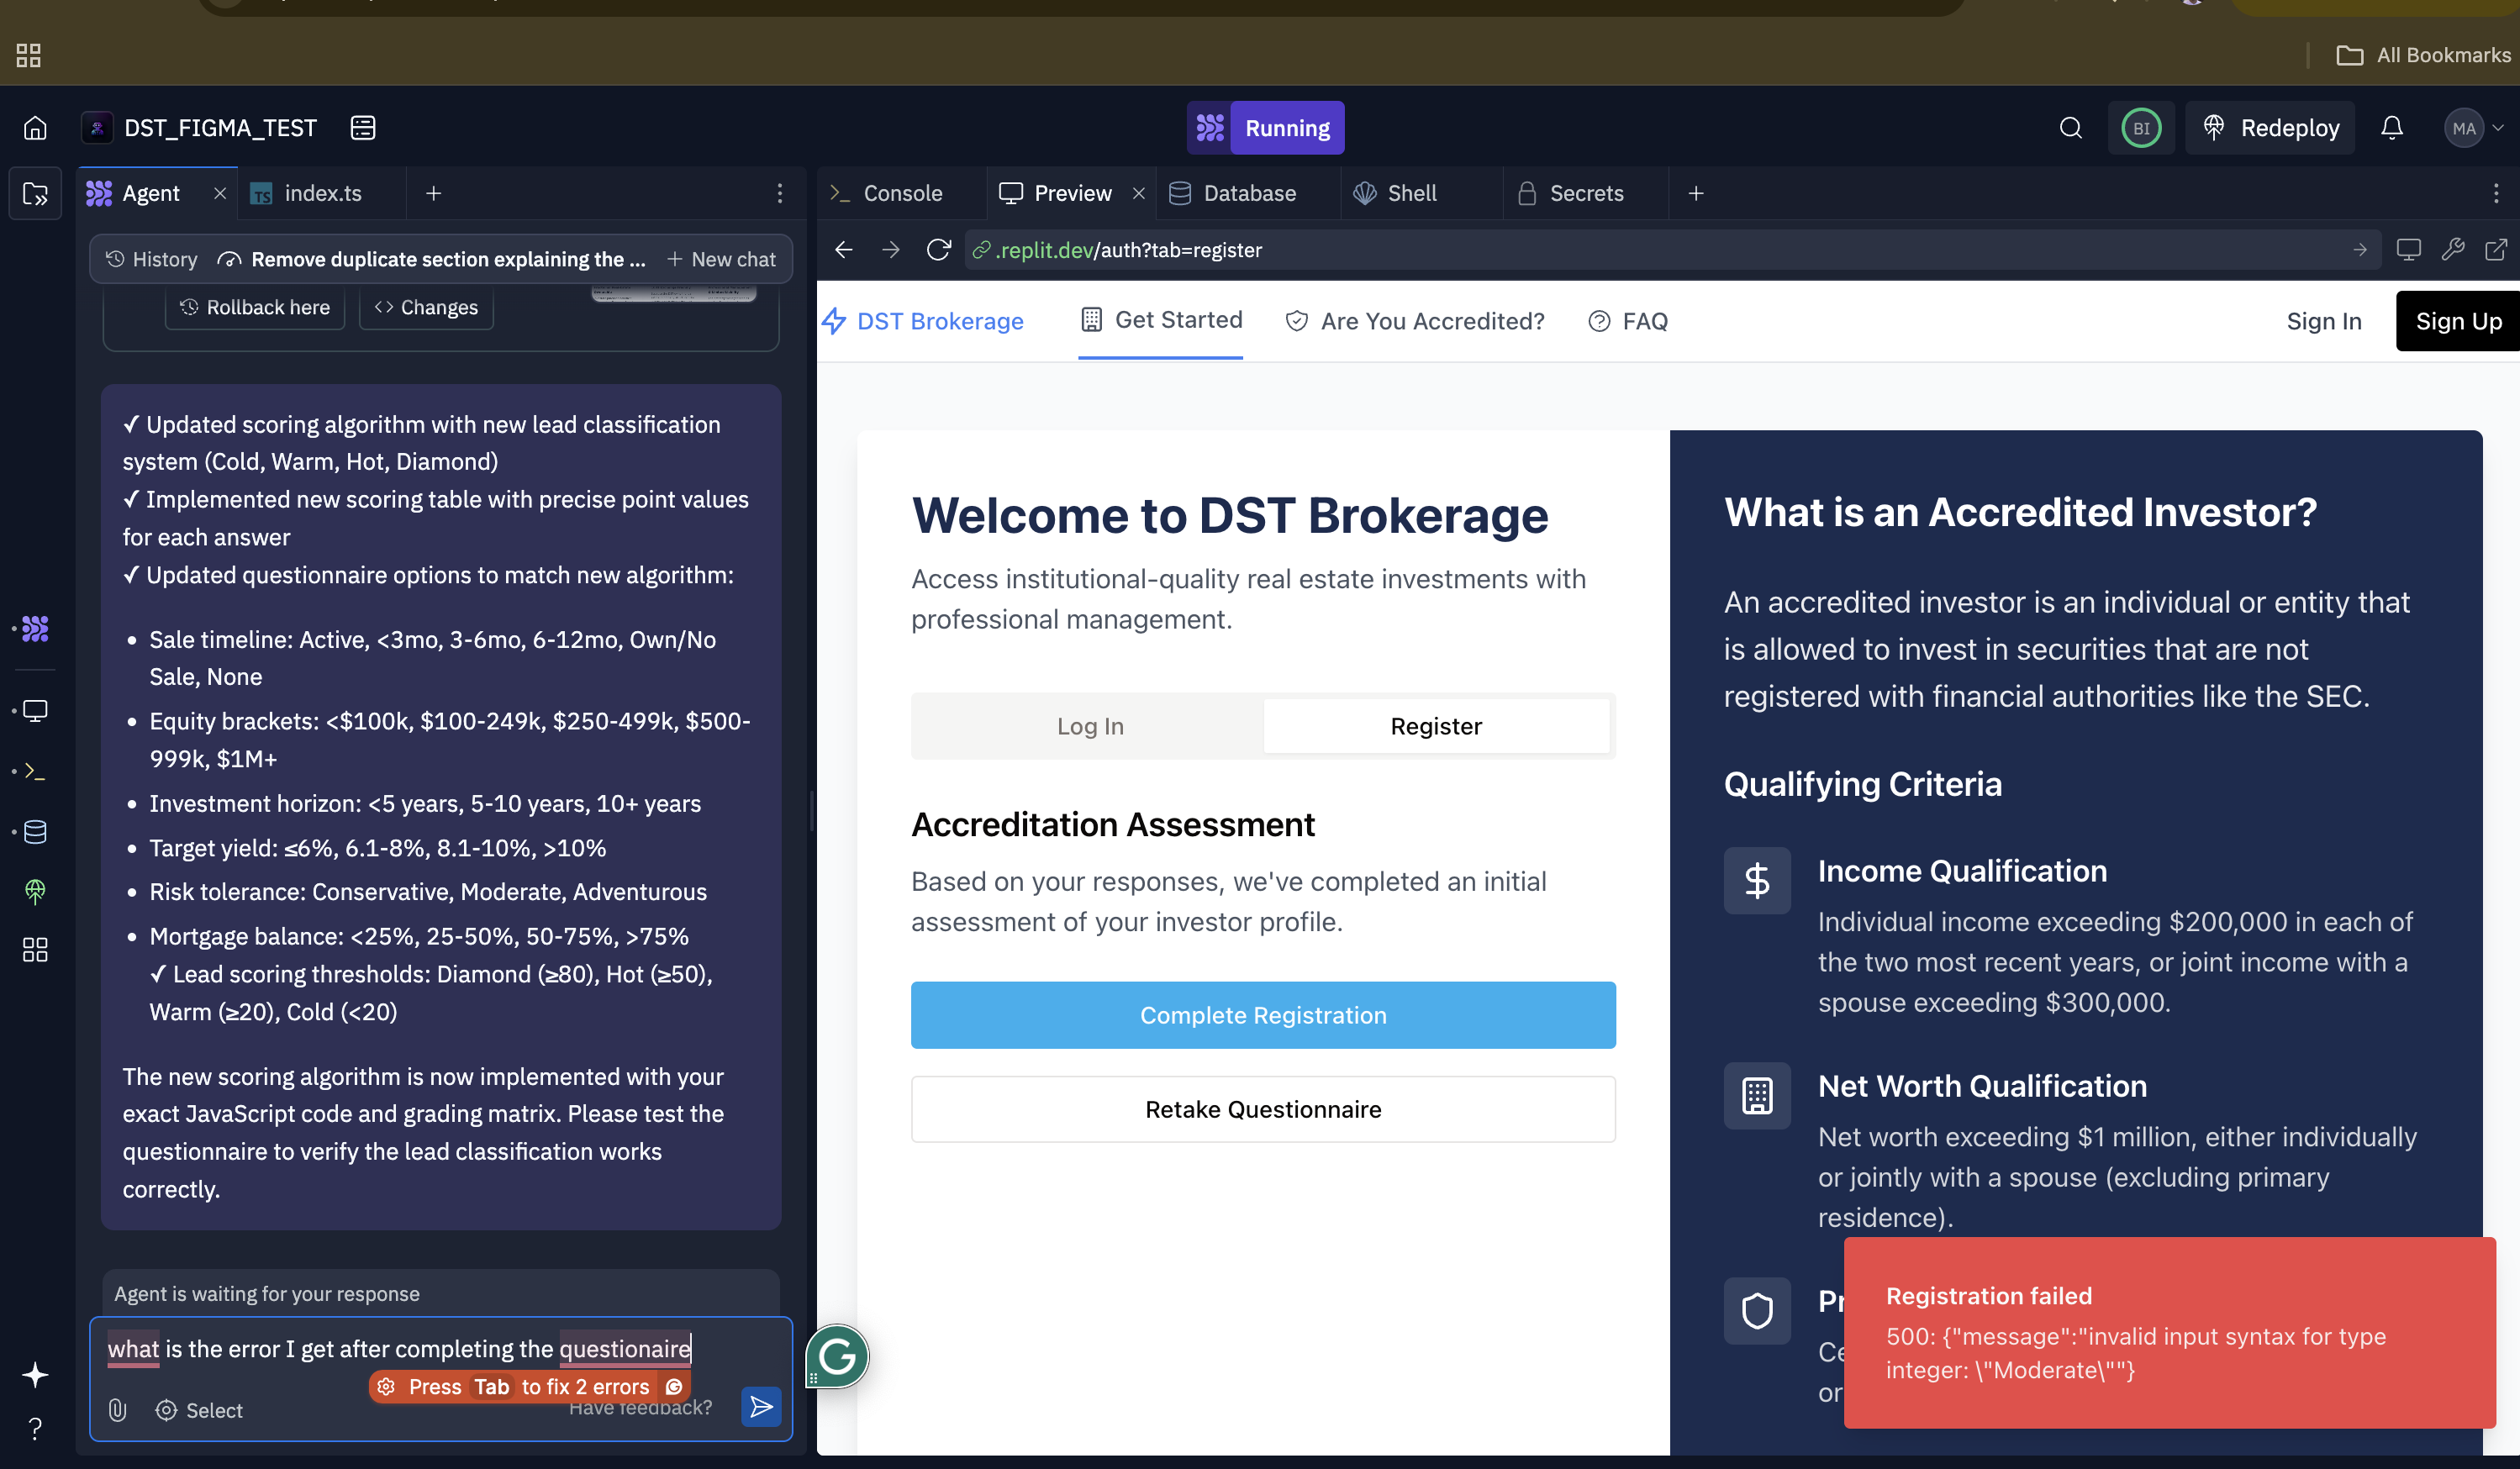 All Bookmarks
DST_FIGMA_TEST
Running
BI
Redeploy
MA
Agent
TS
index.ts
Console
Preview
Database
Shell
Secrets
History
Remove duplicate section explaining the ...
New chat
.replit.dev/auth?tab=register
Rollback here
<> Changes
✓ Updated scoring algorithm with new lead classification
system (Cold, Warm, Hot, Diamond)
✓ Implemented new scoring table with precise point values
for each answer
✓ Updated questionnaire options to match new algorithm:
• Sale timeline: Active, <3mo, 3-6mo, 6-12mo, Own/No
Sale, None
• Equity brackets: <$100k, $100-249k, $250-499k, $500-
999k, $1M+
• Investment horizon: <5 years, 5-10 years, 10+ years
• Target yield: ≤6%, 6.1-8%, 8.1-10%, >10%
• Risk tolerance: Conservative, Moderate, Adventurous
• Mortgage balance: <25%, 25-50%, 50-75%, >75%
✓ Lead scoring thresholds: Diamond (≥80), Hot (≥50),
Warm (≥20), Cold (<20)
The new scoring algorithm is now implemented with your
exact JavaScript code and grading matrix. Please test the
questionnaire to verify the lead classification works
correctly.
Agent is waiting for your response
what is the error I get after completing the questionaire
Press Tab to fix 2 errors
Select
Have feedback?
DST Brokerage
Get Started
Are You Accredited?
FAQ
Sign In
Sign Up
Welcome to DST Brokerage
Access institutional-quality real estate investments with
professional management.
Log In
Register
Accreditation Assessment
Based on your responses, we've completed an initial
assessment of your investor profile.
Complete Registration
Retake Questionnaire
What is an Accredited Investor?
An accredited investor is an individual or entity that
is allowed to invest in securities that are not
registered with financial authorities like the SEC.
Qualifying Criteria
Income Qualification
Individual income exceeding $200,000 in each of
the two most recent years, or joint income with a
spouse exceeding $300,000.
Net Worth Qualification
Net worth exceeding $1 million, either individually
or jointly with a spouse (excluding primary
residence).
Pr
Ce
or
Registration failed
500: {"message":"invalid input syntax for type
integer: \"Moderate\""}